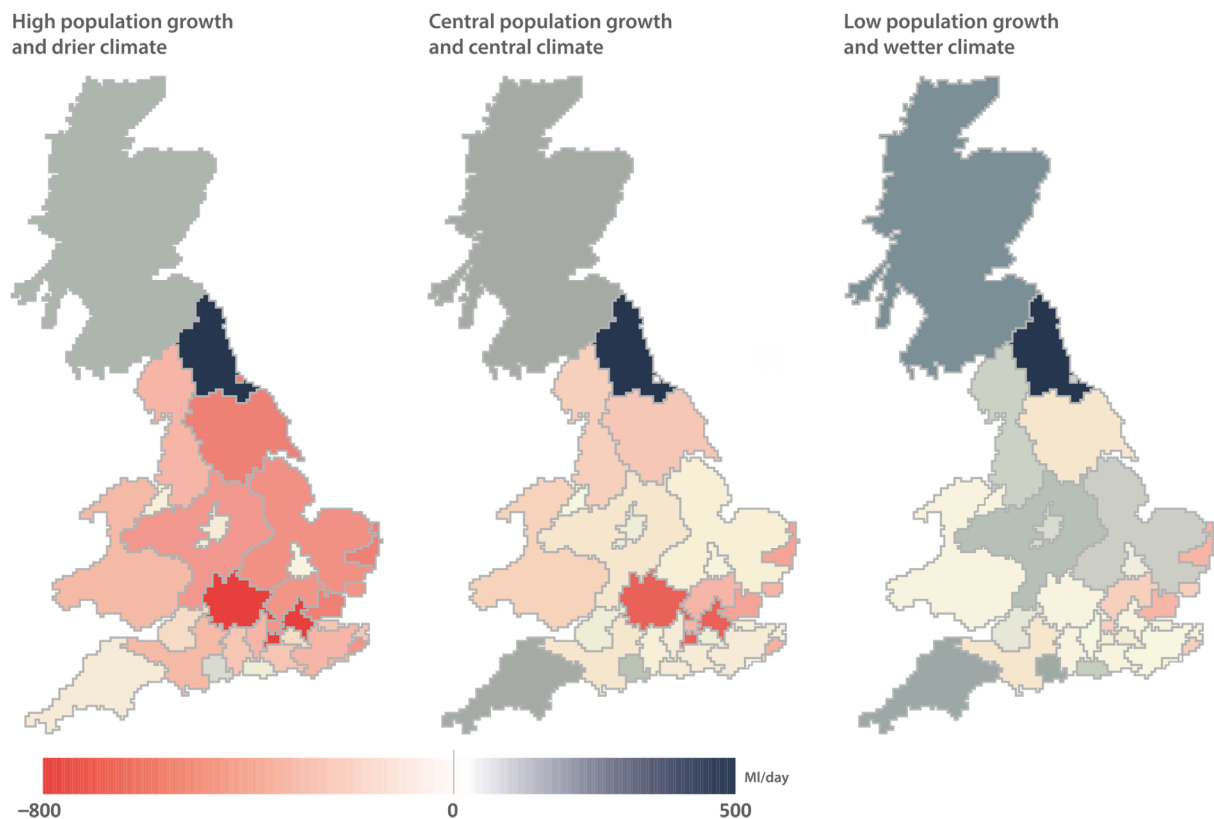 High population growth
and drier climate
Central population growth
and central climate
Low population growth
and wetter climate
−800
0
500
Ml/day